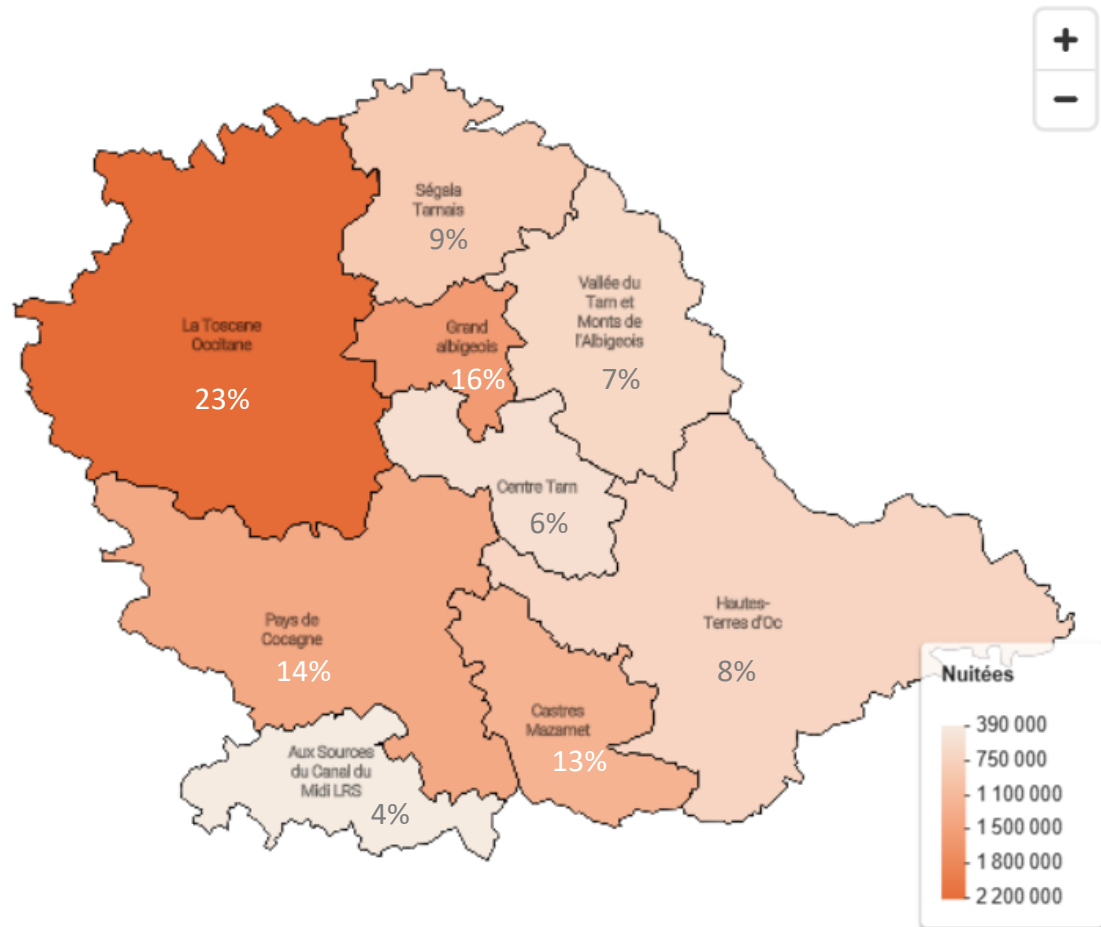 +
−
Ségala
Tarnais
9%
Vallée du
Tarn et
Monts de
l'Albigeois
7%
La Toscane
Occitane
23%
Grand
albigeois
16%
Centre Tarn
6%
Hautes-
Terres d'Oc
8%
Pays de
Cocagne
14%
Castres
Mazamet
13%
Aux Sources
du Canal du
Midi LRS
4%
Nuitées
390 000
750 000
1 100 000
1 500 000
1 800 000
2 200 000